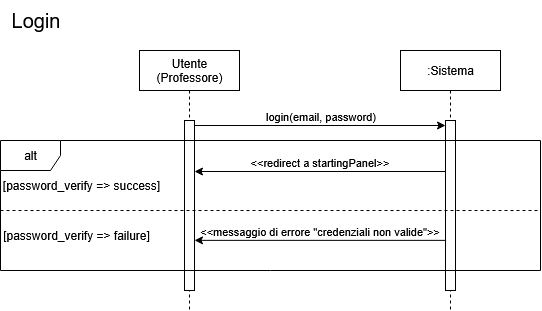 Login
Utente
(Professore)
:Sistema
login(email, password)
alt
<<redirect a startingPanel>>
[password_verify => success]
<<messaggio di errore "credenziali non valide">>
[password_verify => failure]